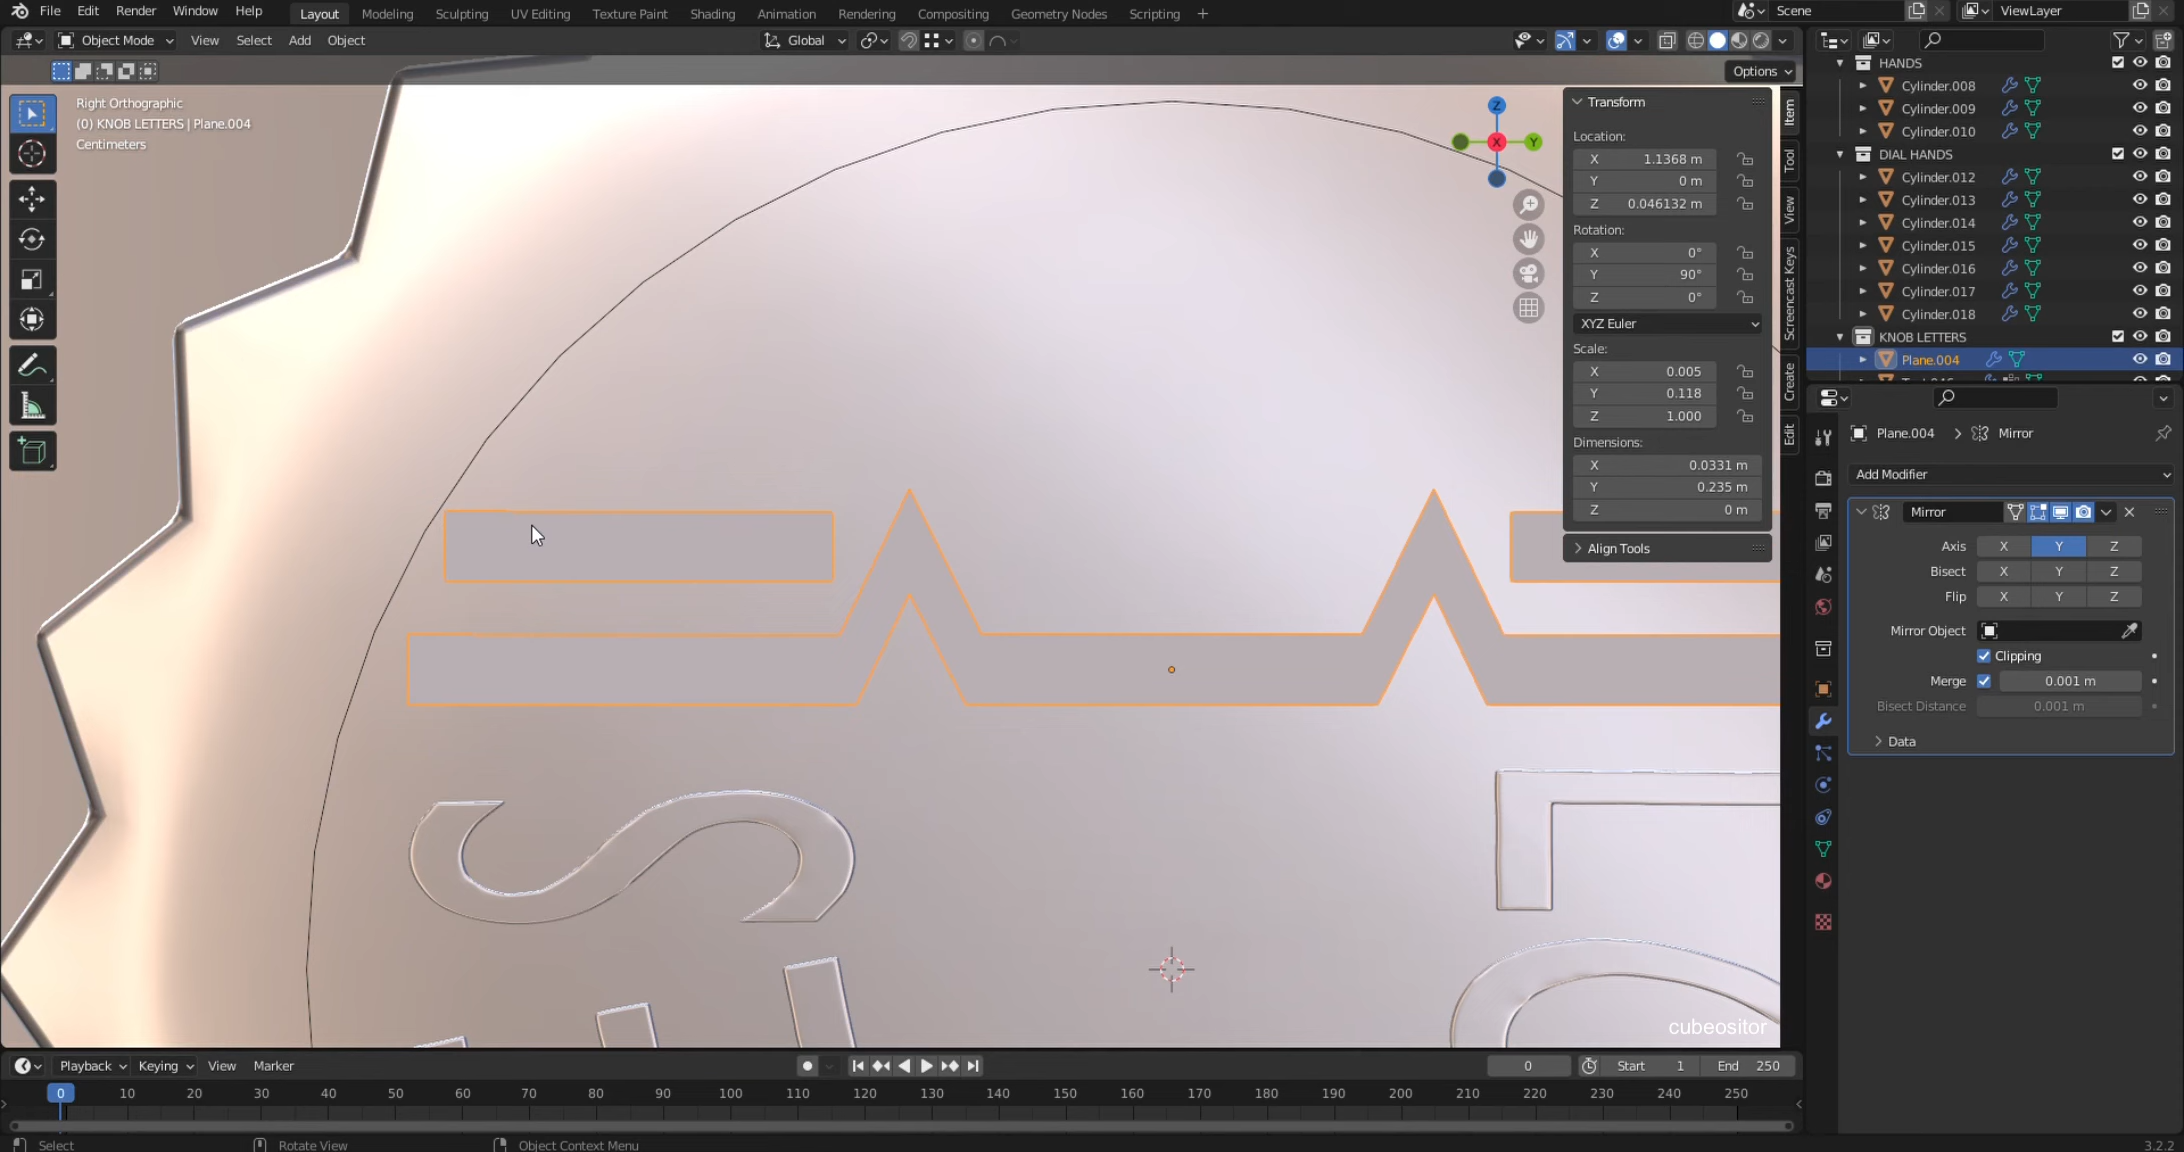 File Edit Render Window Help Layout Modeling Sculpting UV Editing Texture Paint Shading Animation Rendering Compositing Geometry Nodes Scripting + Scene ViewLayer
Object Mode View Select Add Object Global
Options
Right Orthographic
(0) KNOB LETTERS | Plane.004
Centimeters
Z
X
Y
Transform
Location:
X 1.1368 m
Y 0 m
Z 0.046132 m
Rotation:
X 0°
Y 90°
Z 0°
XYZ Euler
Scale:
X 0.005
Y 0.118
Z 1.000
Dimensions:
X 0.0331 m
Y 0.235 m
Z 0 m
Align Tools
Item
Tool
View
Screencast Keys
Create
Edit
HANDS
Cylinder.008
Cylinder.009
Cylinder.010
DIAL HANDS
Cylinder.012
Cylinder.013
Cylinder.014
Cylinder.015
Cylinder.016
Cylinder.017
Cylinder.018
KNOB LETTERS
Plane.004
Plane.004 > Mirror
Add Modifier
Mirror
Axis X Y Z
Bisect X Y Z
Flip X Y Z
Mirror Object
Clipping
Merge 0.001 m
Bisect Distance 0.001 m
Data
cubeositor
Playback Keying View Marker 0 Start 1 End 250
0 10 20 30 40 50 60 70 80 90 100 110 120 130 140 150 160 170 180 190 200 210 220 230 240 250
Select Rotate View Object Context Menu 3.2.2